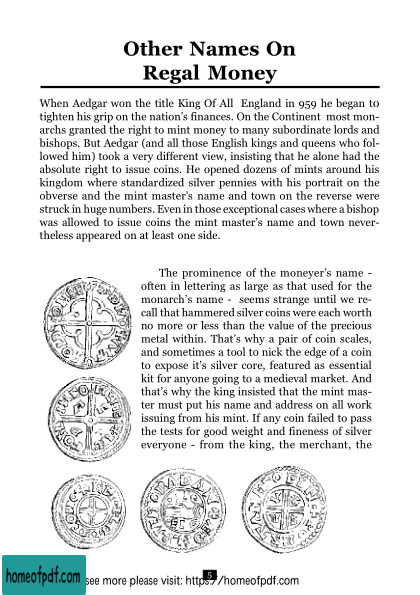 Other Names On
Regal Money
When Aedgar won the title King Of All England in 959 he began to
tighten his grip on the nation's finances. On the Continent most mon-
archs granted the right to mint money to many subordinate lords and
bishops. But Aedgar (and all those English kings and queens who fol-
lowed him) took a very different view, insisting that he alone had the
absolute right to issue coins. He opened dozens of mints around his
kingdom where standardized silver pennies with his portrait on the
obverse and the mint master's name and town on the reverse were
struck in huge numbers. Even in those exceptional cases where a bishop
was allowed to issue coins the mint master's name and town never-
theless appeared on at least one side.
The prominence of the moneyer's name -
often in lettering as large as that used for the
monarch's name - seems strange until we re-
call that hammered silver coins were each worth
no more or less than the value of the precious
metal within. That's why a pair of coin scales,
and sometimes a tool to nick the edge of a coin
to expose it's silver core, featured as essential
kit for anyone going to a medieval market. And
that's why the king insisted that the mint mas-
ter must put his name and address on all work
issuing from his mint. If any coin failed to pass
the tests for good weight and fineness of silver
everyone - from the king, the merchant, the
5
homeofpdf.com
see more please visit: https://homeofpdf.com